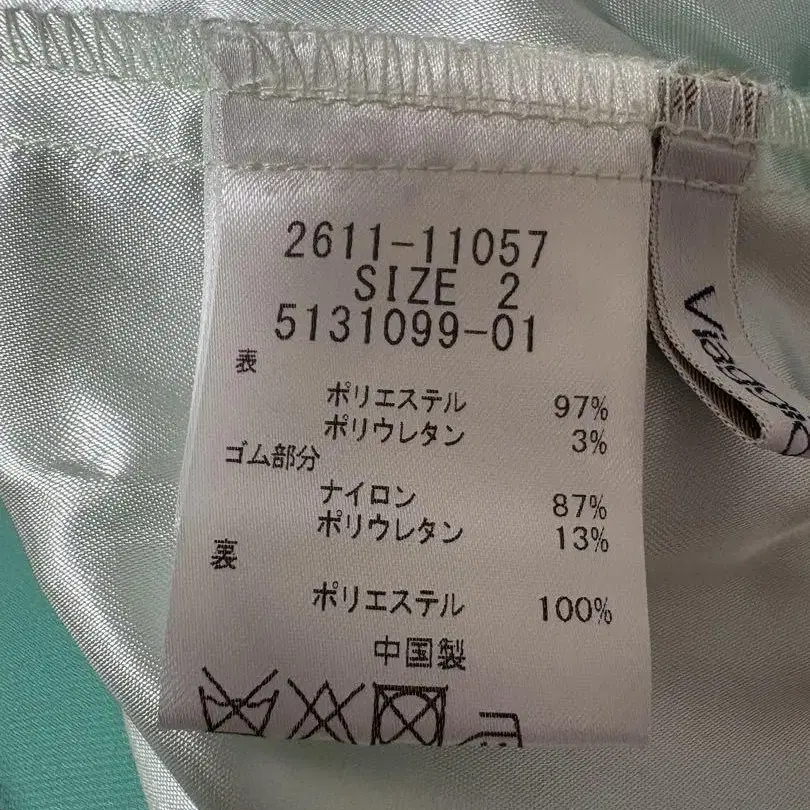 2611-11057
SIZE 2
5131099-01
表
ポリエステル 97%
ポリウレタン 3%
ゴム部分
ナイロン 87%
ポリウレタン 13%
裏
ポリエステル 100%
中国製